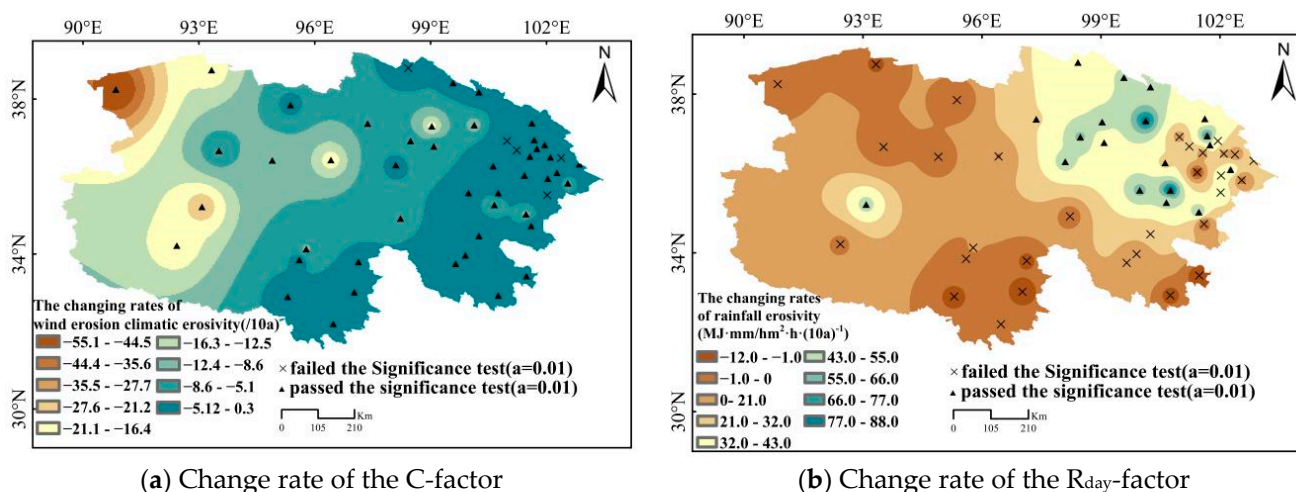 90°E 93°E 96°E 99°E 102°E
N
38°N
34°N
30°N
The changing rates of
wind erosion climatic erosivity(/10a)
−55.1 - −44.5 −16.3 - −12.5
−44.4 - −35.6 −12.4 - −8.6
−35.5 - −27.7 −8.6 - −5.1
−27.6 - −21.2 −5.12 - 0.3
−21.1 - −16.4
× failed the Significance test(a=0.01)
▲ passed the significance test(a=0.01)
Km
0 105 210
(a) Change rate of the C-factor
90°E 93°E 96°E 99°E 102°E
N
38°N
34°N
30°N
The changing rates
of rainfall erosivity
(MJ·mm/hm²·h·(10a)⁻¹
−12.0 - −1.0 43.0 - 55.0
−1.0 - 0 55.0 - 66.0
0 - 21.0 66.0 - 77.0
21.0 - 32.0 77.0 - 88.0
32.0 - 43.0
× failed the Significance test(a=0.01)
▲ passed the significance test(a=0.01)
Km
0 105 210
(b) Change rate of the Rday-factor